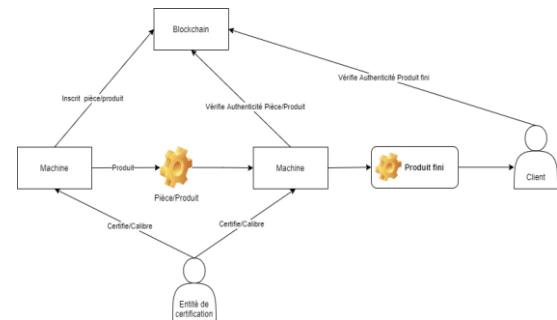 Blockchain
Vérifie Authenticité Produit fini
Inscrit pièce/produit
Vérifie Authenticité Pièce/Produit
Machine
Produit
Machine
Produit fini
Client
Pièce/Produit
Certifie/Calibre
Certifie/Calibre
Entité de
certification